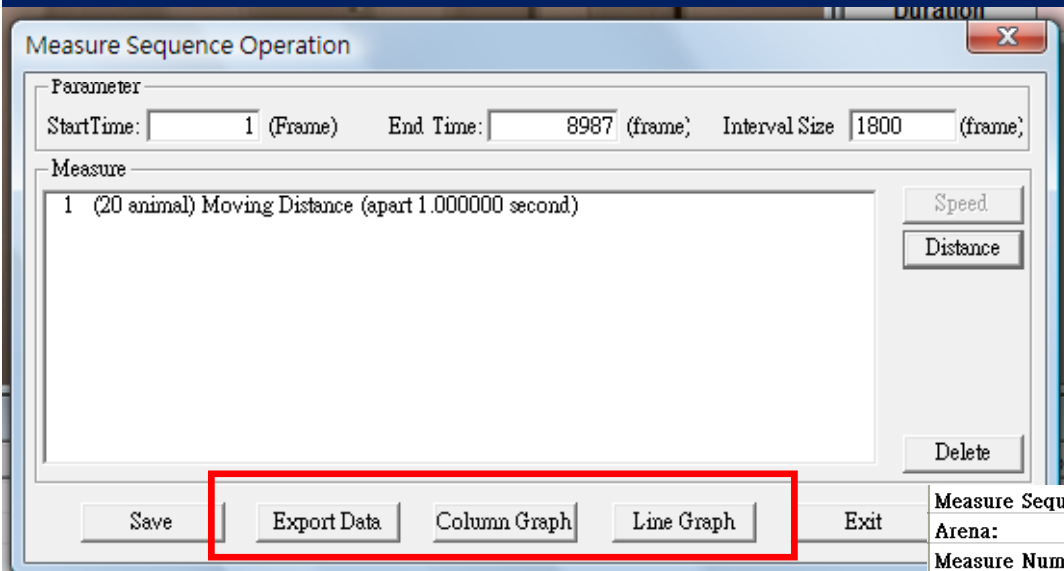 Duration
Measure Sequence Operation
Parameter
StartTime: 1 (Frame) End Time: 8987 (frame) Interval Size 1800 (frame)
Measure
1 (20 animal) Moving Distance (apart 1.000000 second)
Speed
Distance
Delete
Save Export Data Column Graph Line Graph Exit
Measure Sequ
Arena:
Measure Num